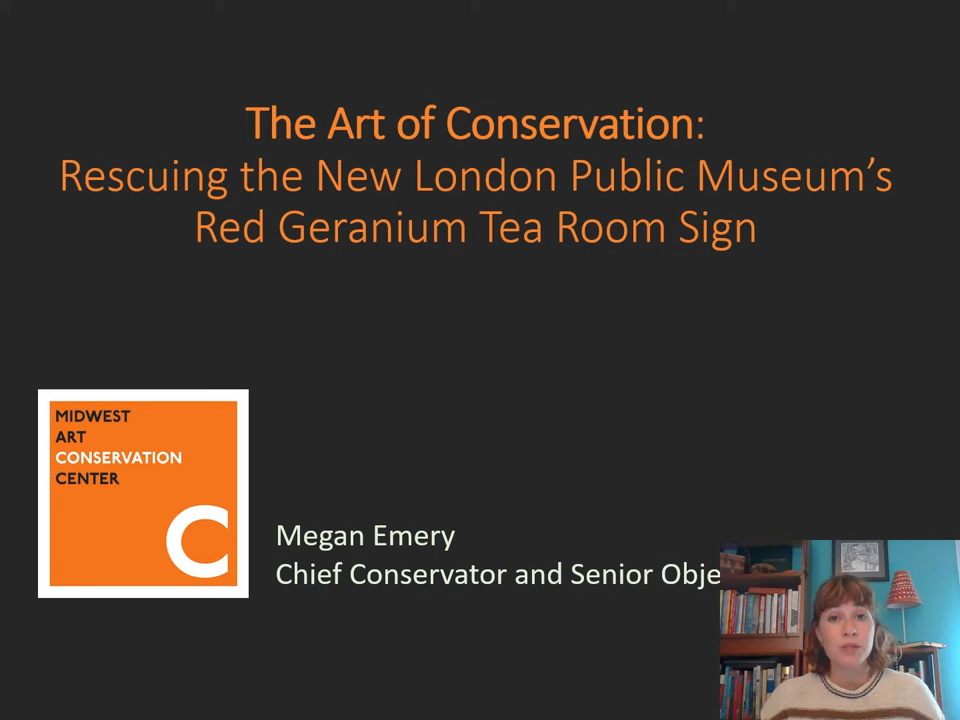 The Art of Conservation:
Rescuing the New London Public Museum’s
Red Geranium Tea Room Sign
MIDWEST
ART
CONSERVATION
CENTER
C
Megan Emery
Chief Conservator and Senior Obje